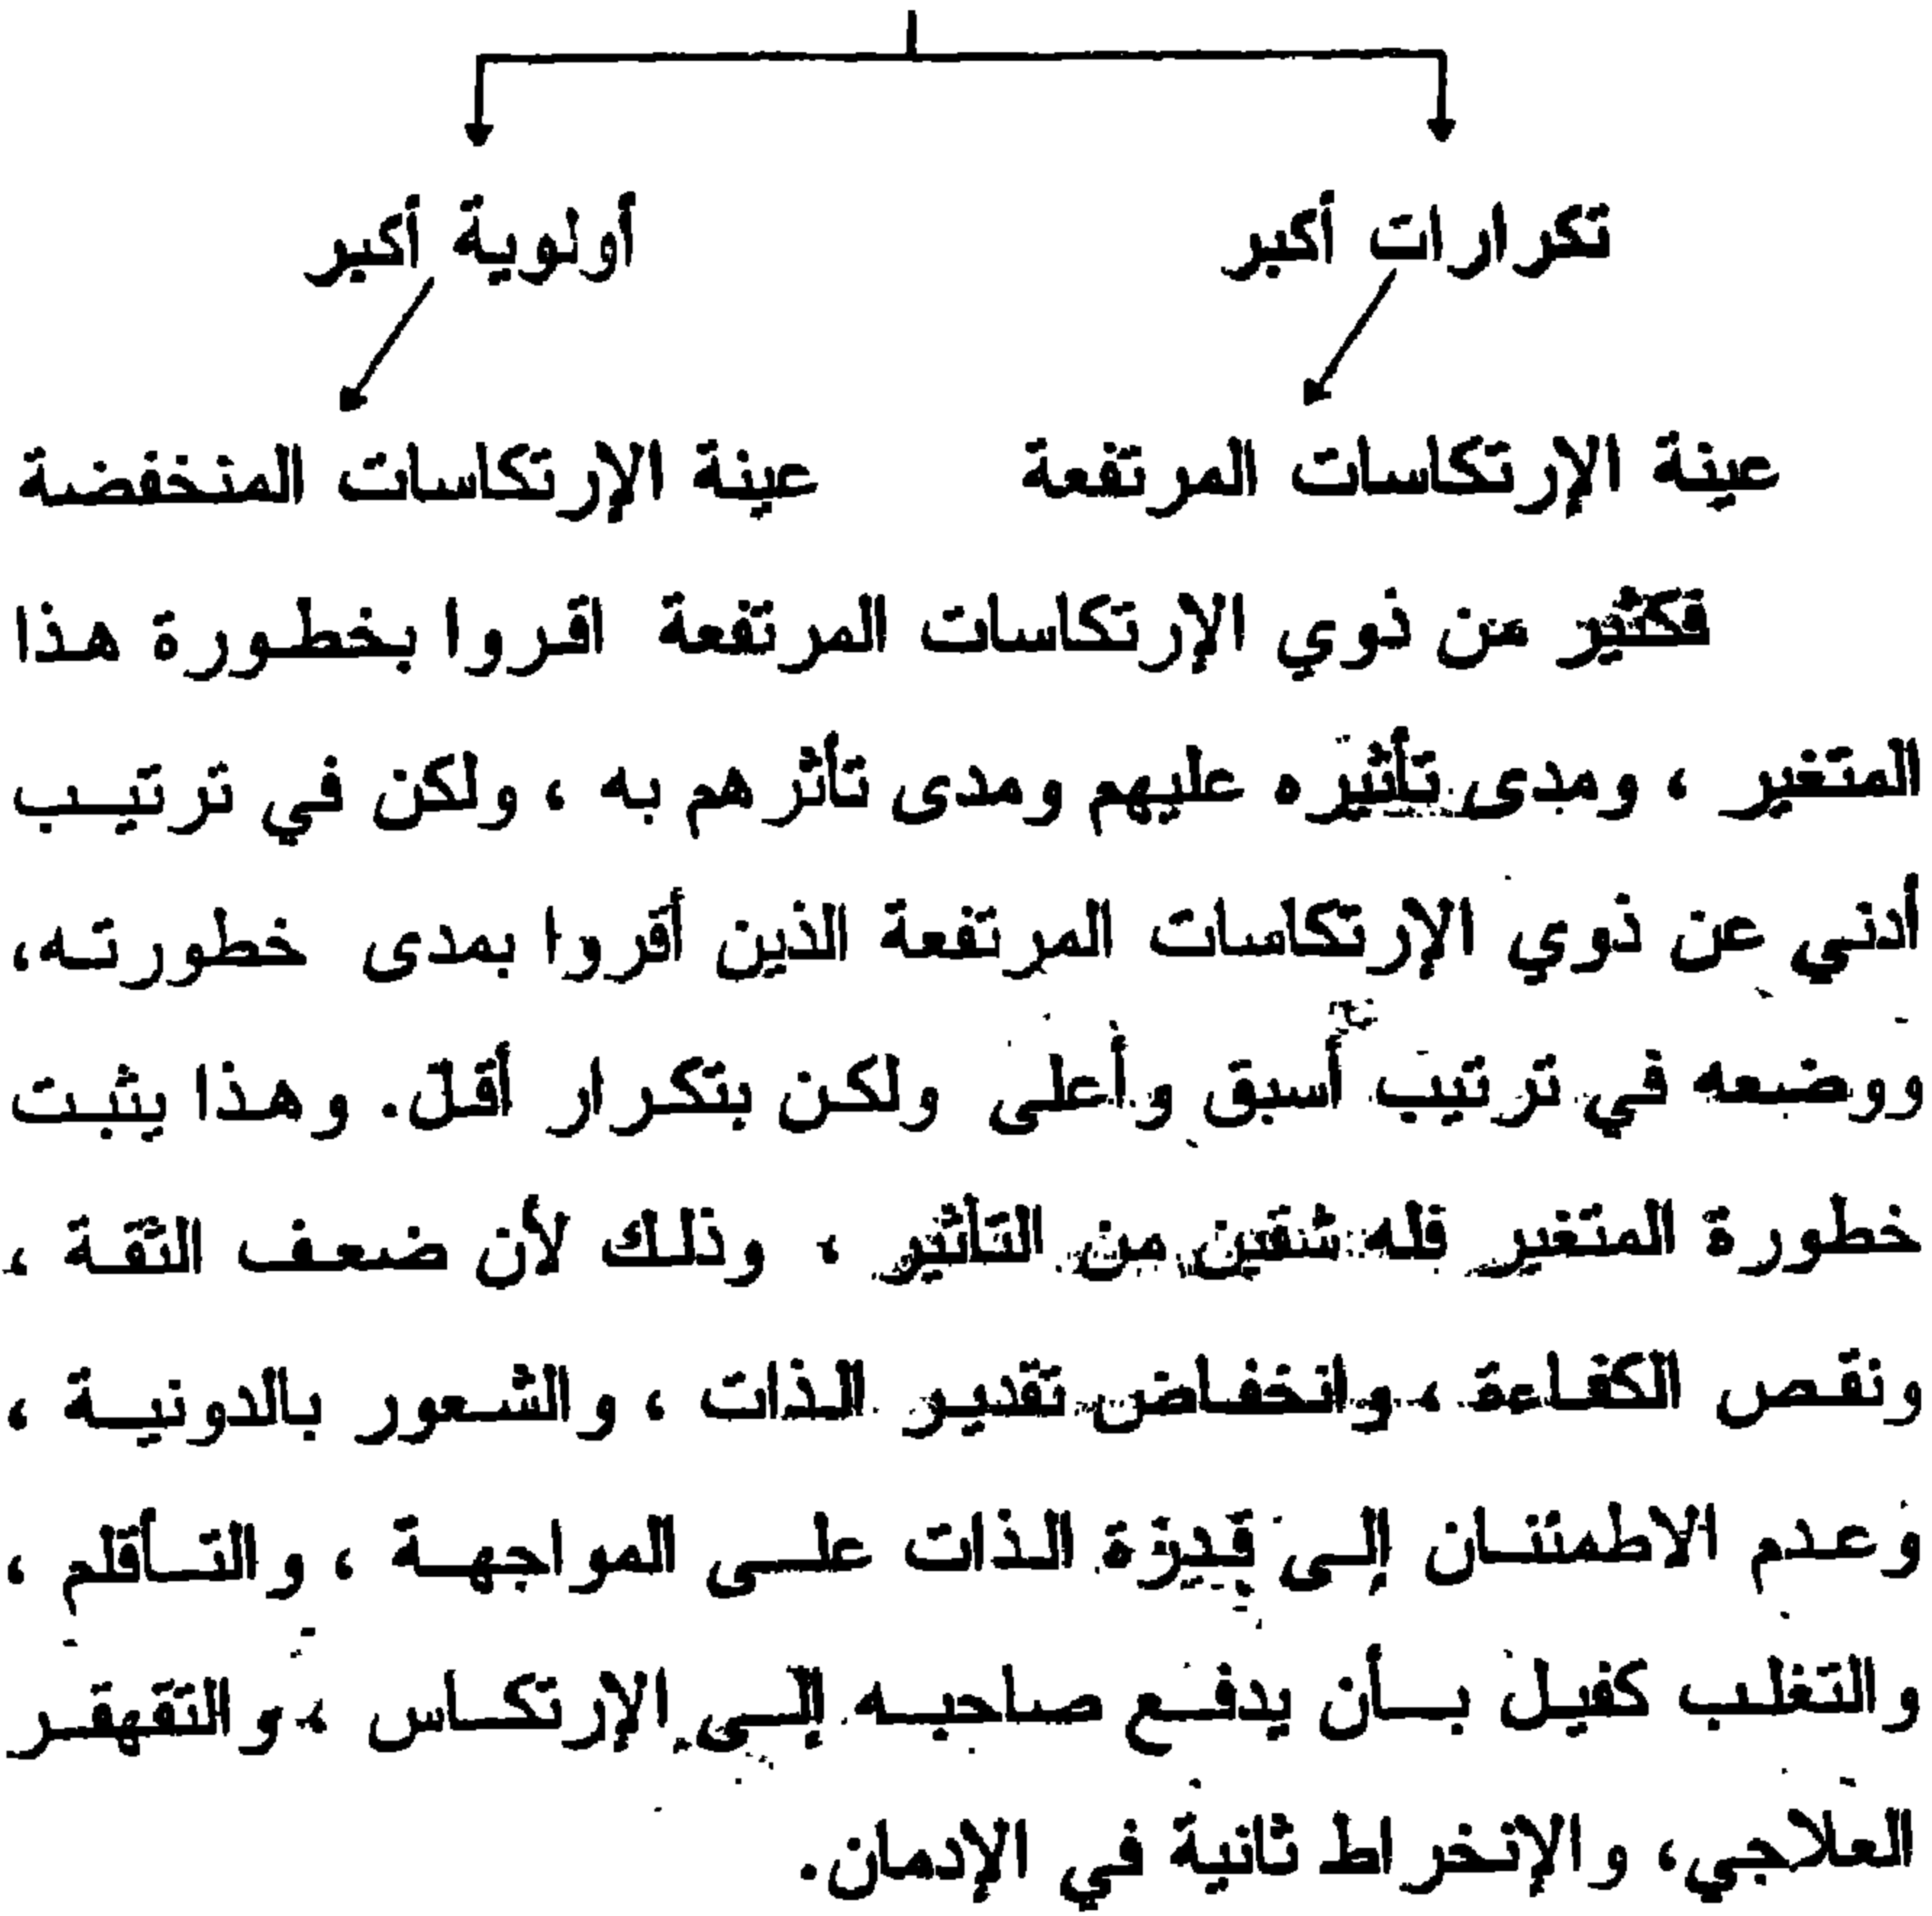 تكرارات أكبر أولوية أكبر
عينة الإرتكاسات المرتفعة عينة الإرتكاسات المنخفضة
فكثير من ذوي الإرتكاسات المرتفعة اقروا بخطورة هذا
المتغير ، ومدى تأثيره عليهم ومدى تأثرهم به ، ولكن في ترتيب
أدني عن ذوي الإرتكاسات المرتفعة الذين أقروا بمدى خطورته،
ووضعه في ترتيب أسبق وأعلى ولكن بتكرار أقل. وهذا يثبت
خطورة المتغير فله شقين من التأثير ، وذلك لأن ضعف الثقة ،
ونقص الكفاءة ، وانخفاض تقدير الذات ، والشعور بالدونية ،
وعدم الاطمئنان إلى قدرة الذات على المواجهة ، والتأقلم ،
والتغلب كفيل بأن يدفع صاحبه إلى الإرتكاس ، والتقهقر
العلاجي، والإنخراط ثانية في الإدمان.